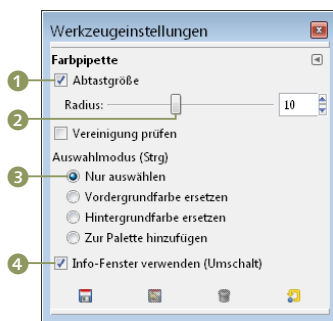 Werkzeugeinstellungen
Farbpipette
1 Abtastgröße
Radius: 10
2
Vereinigung prüfen
Auswahlmodus (Strg)
3 Nur auswählen
Vordergrundfarbe ersetzen
Hintergrundfarbe ersetzen
Zur Palette hinzufügen
4 Info-Fenster verwenden (Umschalt)